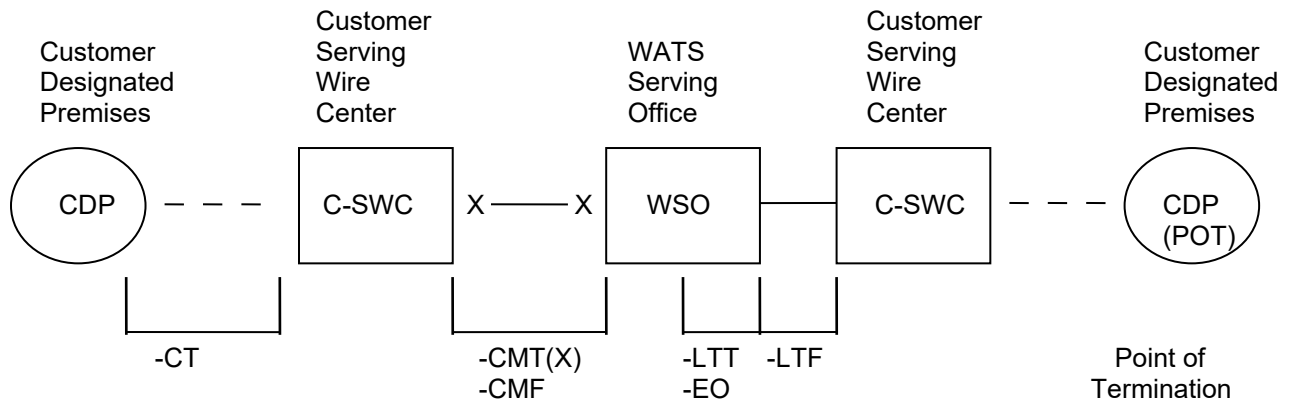 Customer
Designated
Premises
Customer
Serving
Wire
Center
WATS
Serving
Office
Customer
Serving
Wire
Center
Customer
Designated
Premises
CDP
C-SWC
X
X
WSO
C-SWC
CDP
(POT)
-CT
-CMT(X)
-CMF
-LTT
-EO
-LTF
Point of
Termination